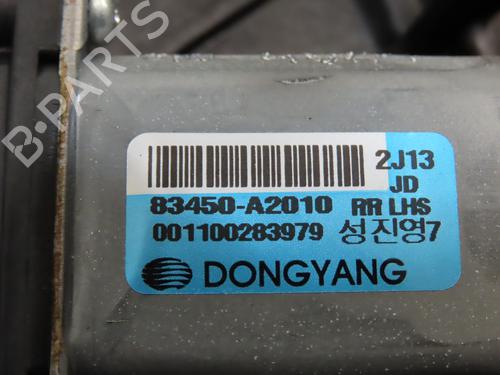 B-PARTS
2J13
JD
83450-A2010 RR LHS
001100283979 성진영7
DONGYANG